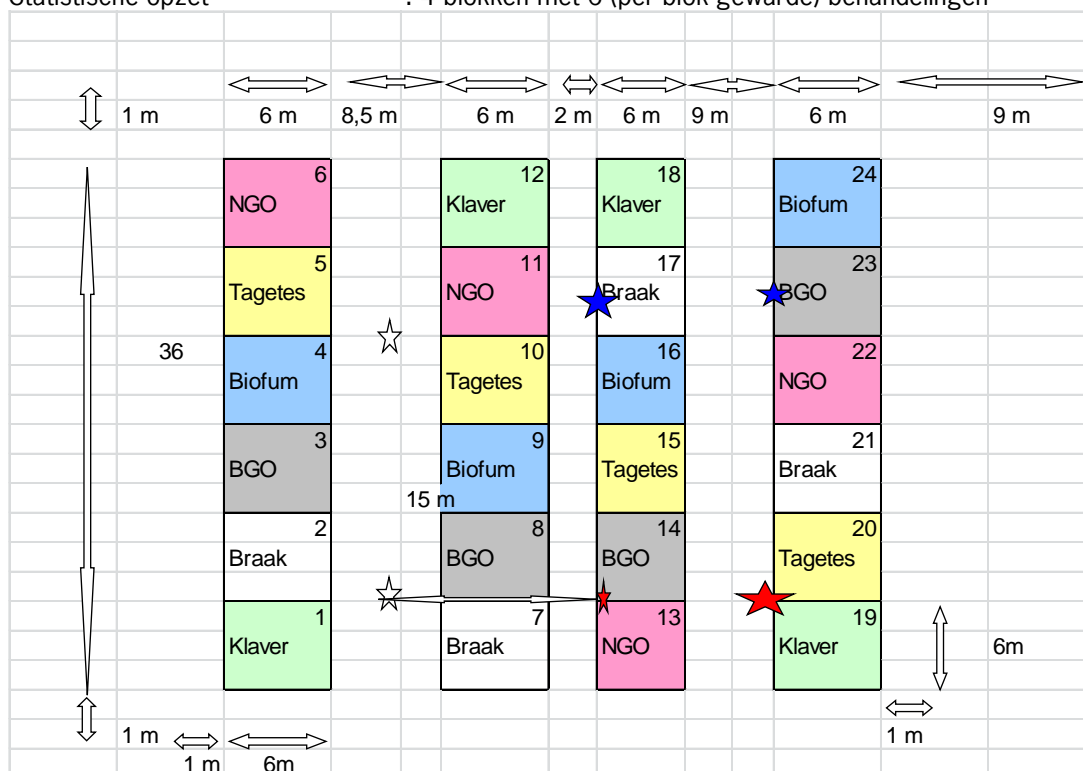 Statistische opzet : 4 blokken met 6 (per blok gewarde) behandelingen
1 m 6 m 8,5 m 6 m 2 m 6 m 9 m 6 m 9 m
6 12 18 24
NGO Klaver Klaver Biofum
5 11 17 23
Tagetes NGO Braak BGO
36 4 10 16 22
Biofum Tagetes Biofum NGO
3 9 15 21
BGO Biofum Tagetes Braak
15 m
2 8 14 20
Braak BGO BGO Tagetes
1 7 13 19
Klaver Braak NGO Klaver 6m
1 m 1 m
1 m 6m